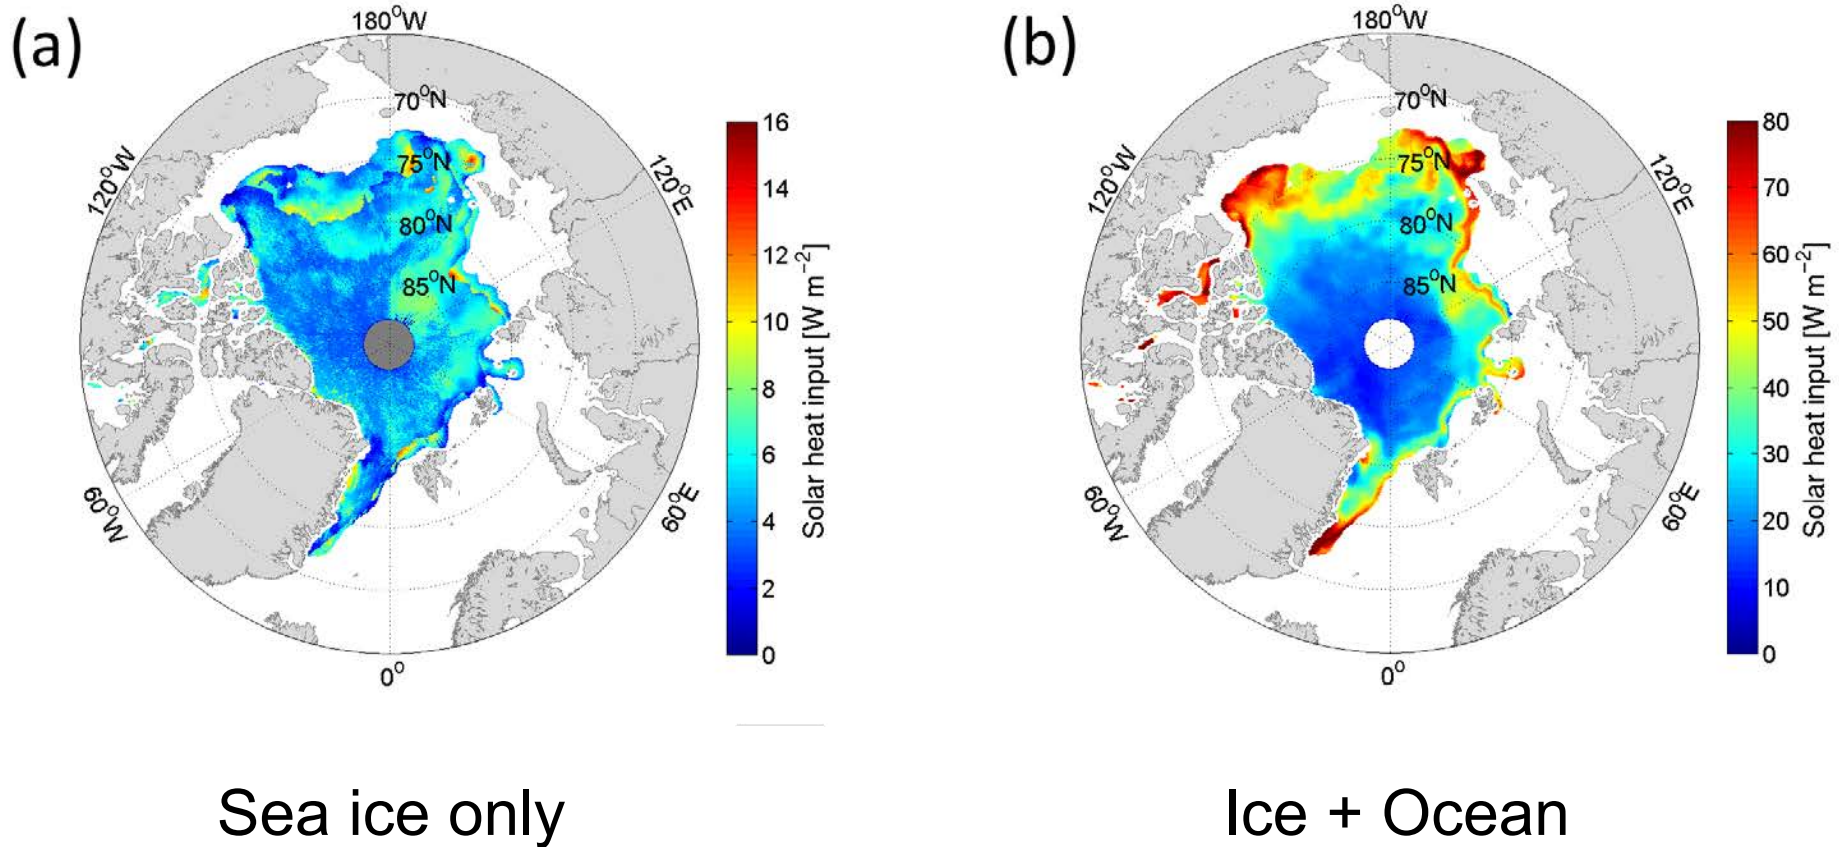 (a)
180°W
70°N
75°N
80°N
85°N
120°W
120°E
60°W
60°E
0°
16
14
12
10
8
6
4
2
0
Solar heat input [W m⁻²]
Sea ice only
(b)
180°W
70°N
75°N
80°N
85°N
120°W
120°E
60°W
60°E
0°
80
70
60
50
40
30
20
10
0
Solar heat input [W m⁻²]
Ice + Ocean